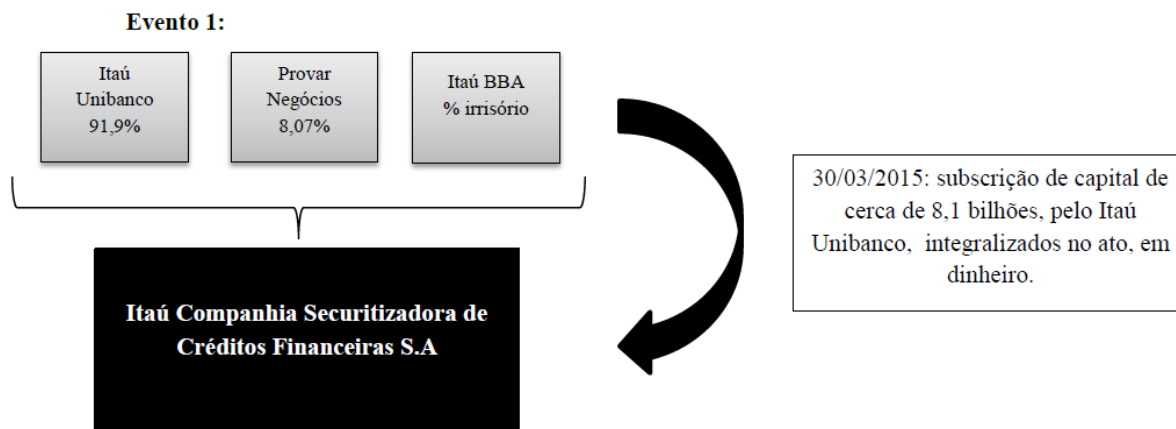 Evento 1:
Itaú
Unibanco
91,9%
Provar
Negócios
8,07%
Itaú BBA
% irrisório
30/03/2015: subscrição de capital de
cerca de 8,1 bilhões, pelo Itaú
Unibanco, integralizados no ato, em
dinheiro.
Itaú Companhia Securitizadora de
Créditos Financeiras S.A